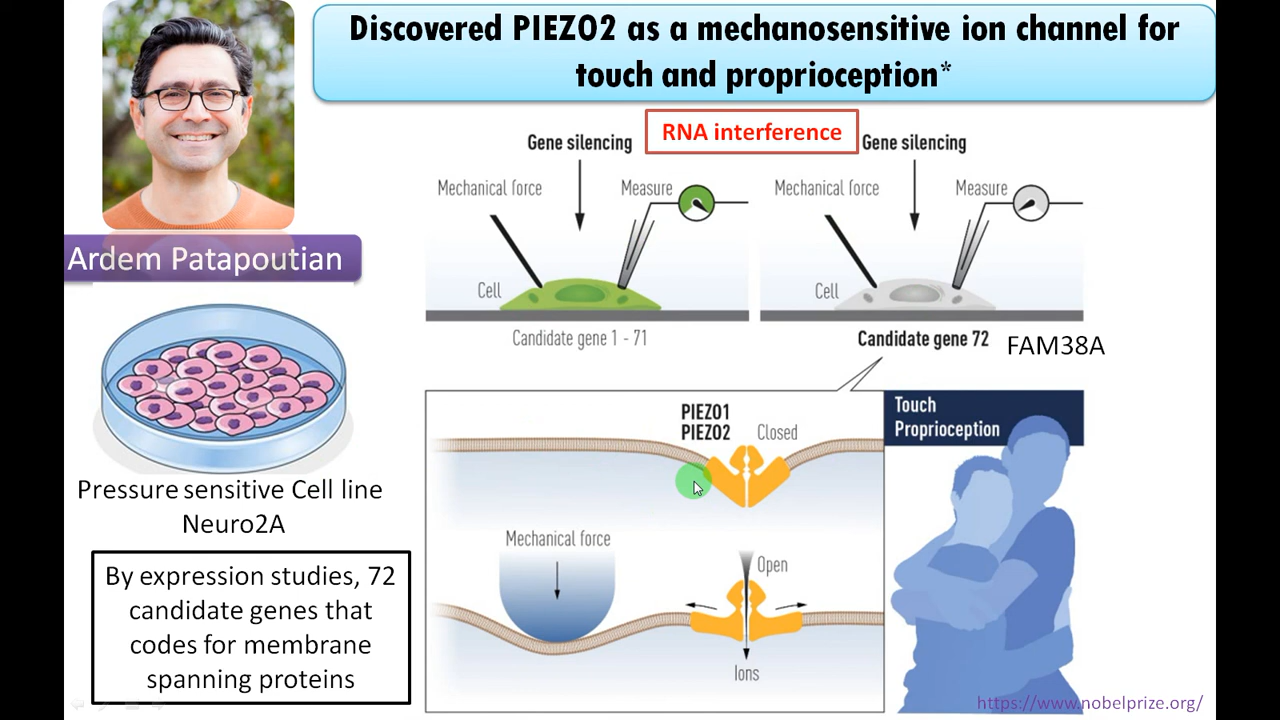 Discovered PIEZO2 as a mechanosensitive ion channel for
touch and proprioception*
RNA interference
Gene silencing
Gene silencing
Mechanical force
Measure
Mechanical force
Measure
Ardem Patapoutian
Cell
Cell
Candidate gene 1 - 71
Candidate gene 72
FAM38A
PIEZO1
PIEZO2
Closed
Touch
Proprioception
Pressure sensitive Cell line
Neuro2A
Mechanical force
Open
Ions
By expression studies, 72
candidate genes that
codes for membrane
spanning proteins
https://www.nobelprize.org/